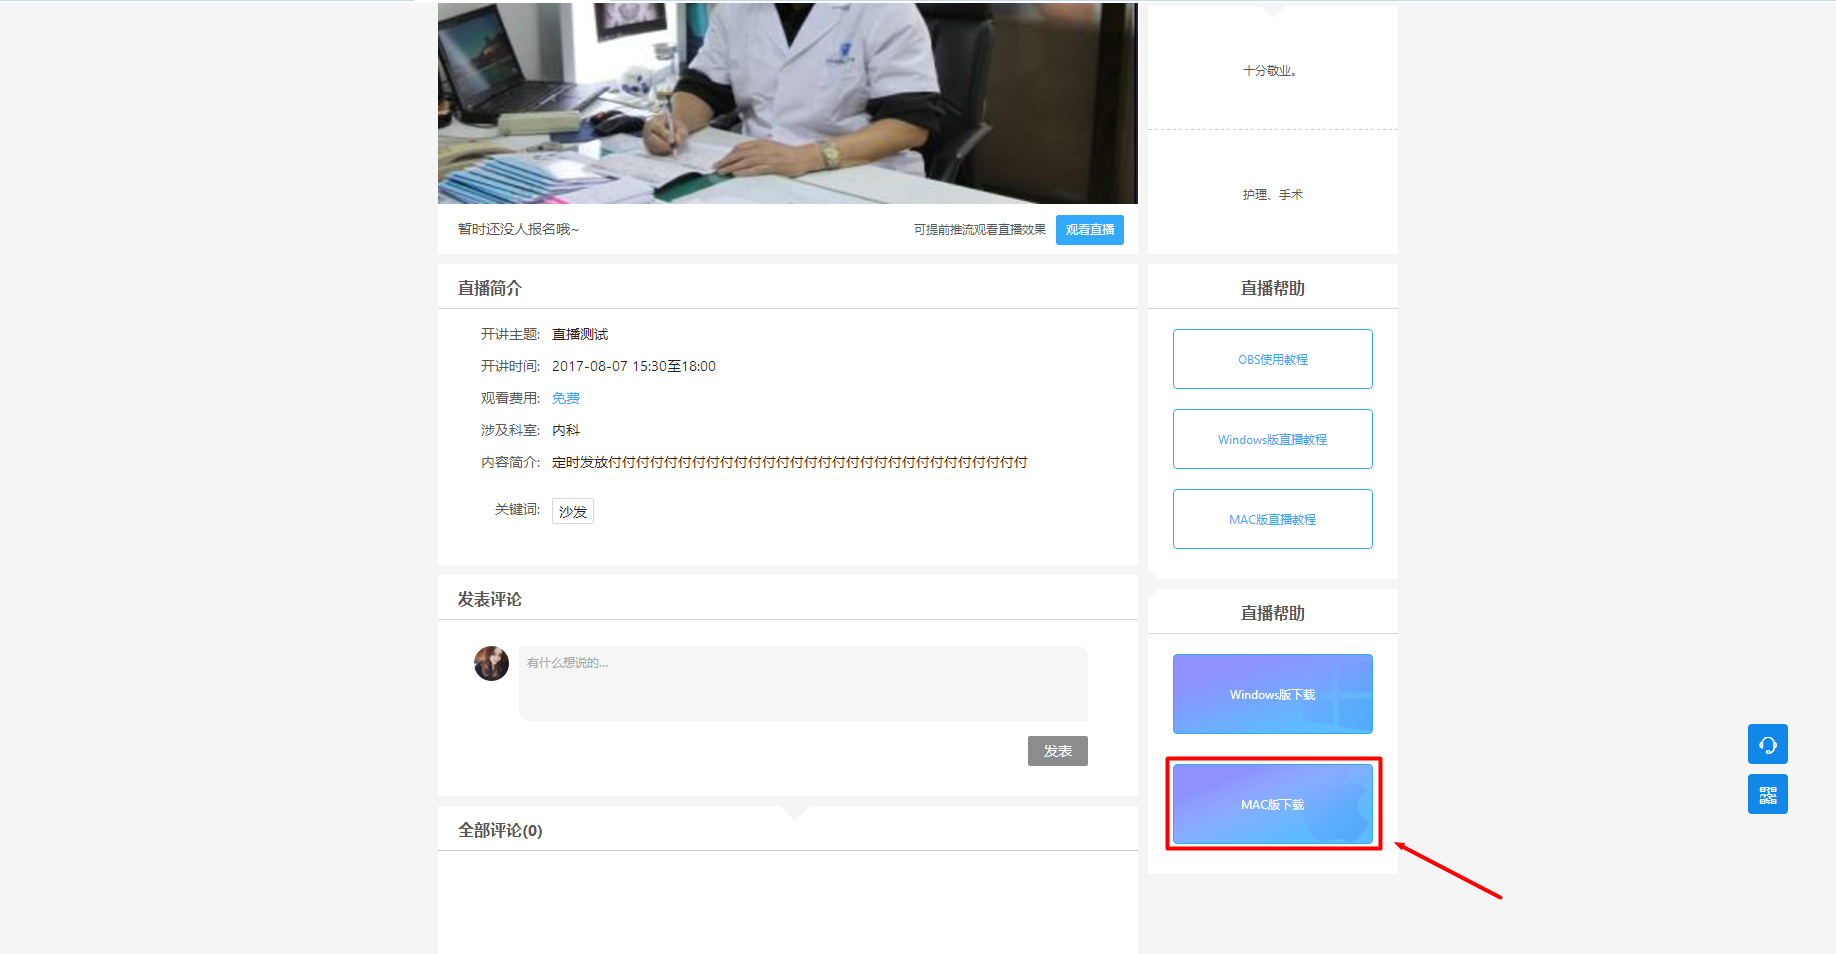 十分敬业。
护理、手术
暂时还没人报名哦~
可提前推流观看直播效果 观看直播
直播简介
开讲主题: 直播测试
开讲时间: 2017-08-07 15:30至18:00
观看费用: 免费
涉及科室: 内科
内容简介: 定时发放付付付付付付付付付付付付付付付付付付付付付付付付付付付付付付
关键词: 沙发
发表评论
有什么想说的...
发表
全部评论(0)
直播帮助
OBS使用教程
Windows版直播教程
MAC版直播教程
直播帮助
Windows版下载
MAC版下载